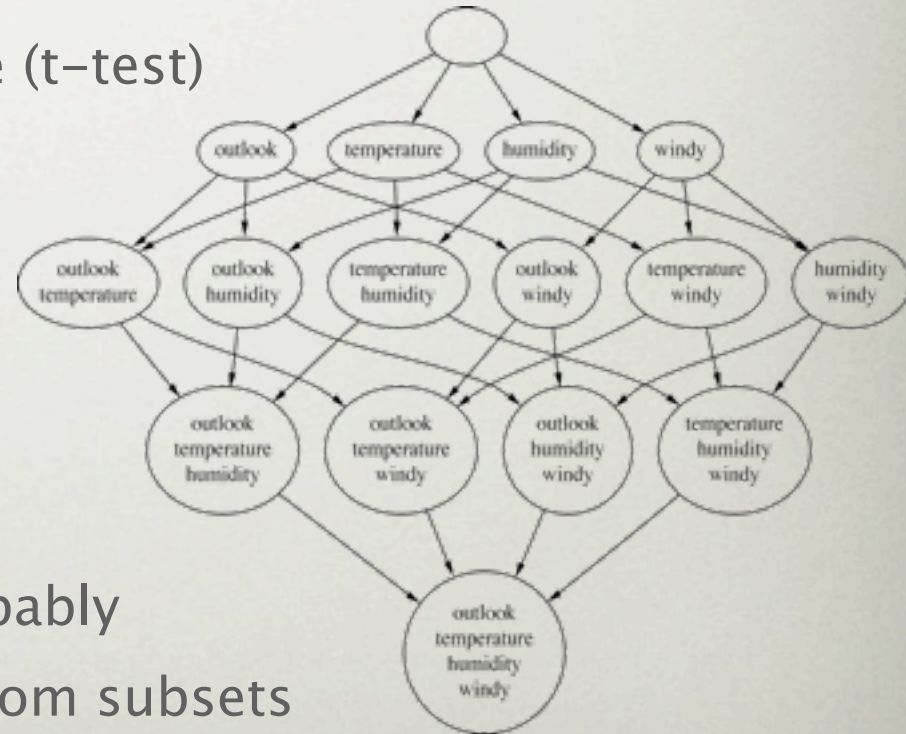 e (t-test)
outlook
temperature
humidity
windy
outlook
temperature
outlook
humidity
temperature
humidity
outlook
windy
temperature
windy
humidity
windy
outlook
temperature
humidity
outlook
temperature
windy
outlook
humidity
windy
temperature
humidity
windy
bably
om subsets
outlook
temperature
humidity
windy